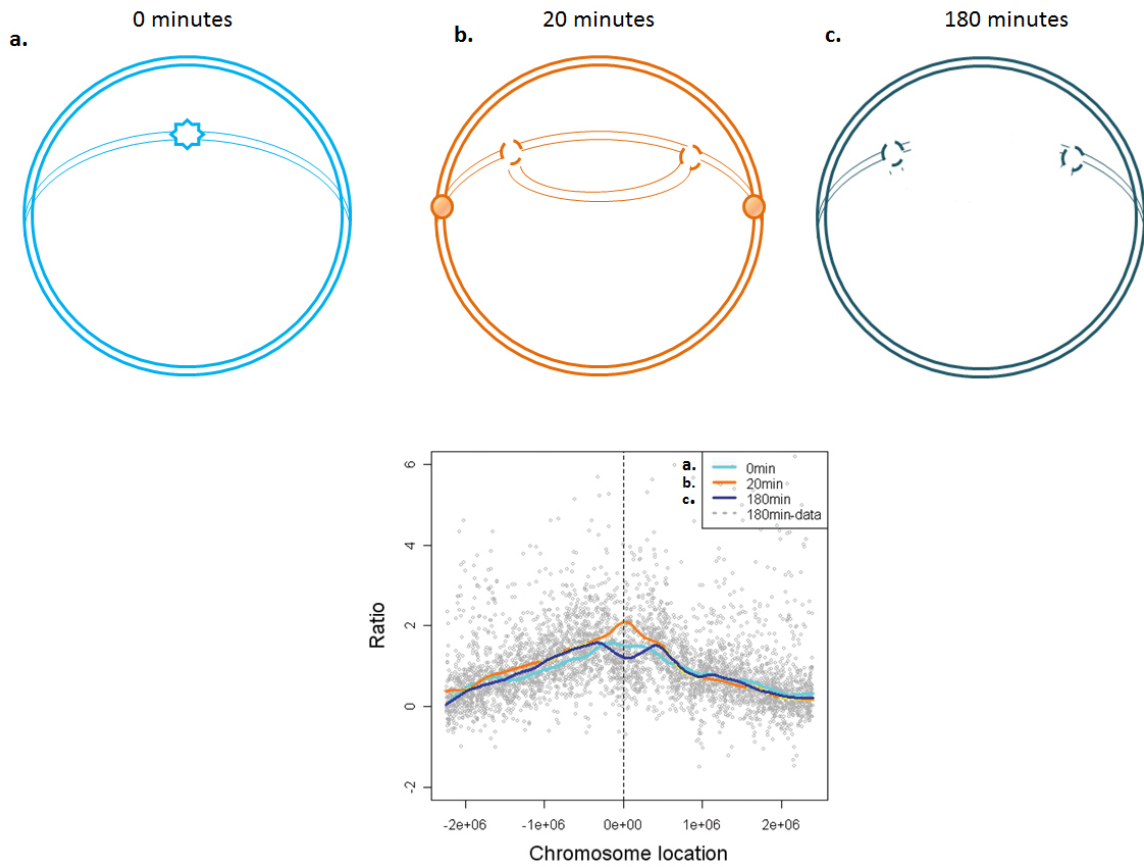 0 minutes
20 minutes
180 minutes
a.
b.
c.
a. 0min
b. 20min
c. 180min
180min-data
6
4
2
0
-2
Ratio
-2e+06 -1e+06 0e+00 1e+06 2e+06
Chromosome location